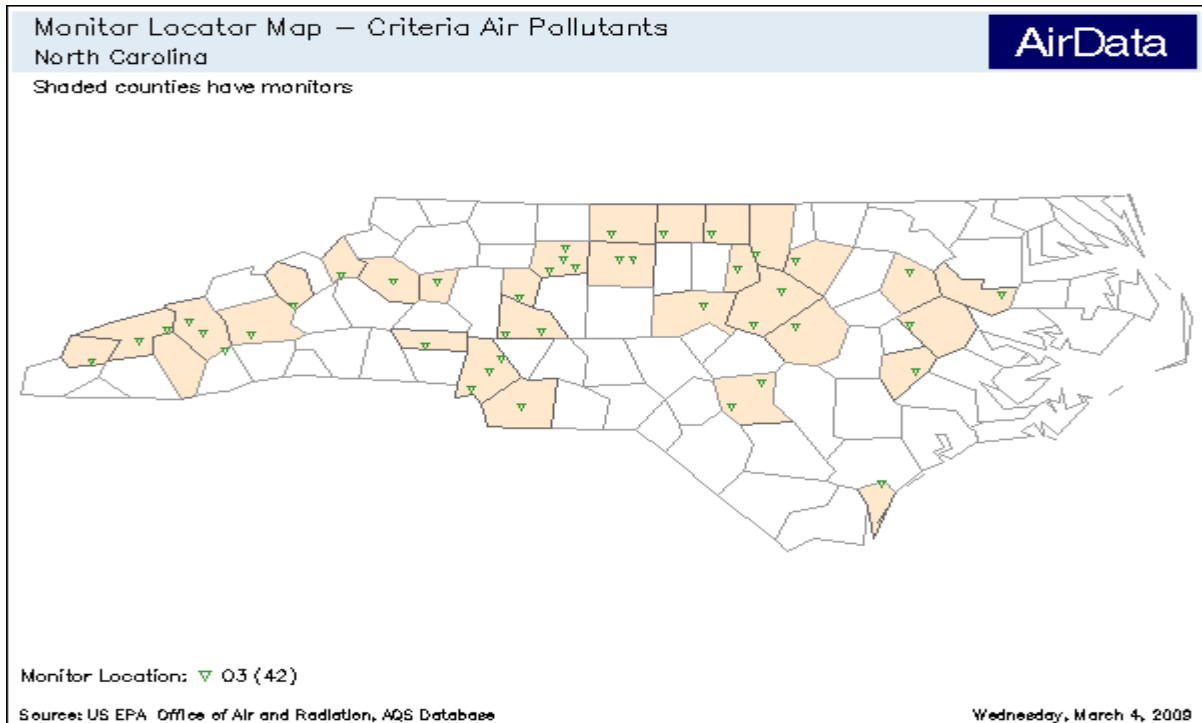 Monitor Locator Map – Criteria Air Pollutants
North Carolina
AirData
Shaded counties have monitors
Monitor Location: ▽ O3 (42)
Source: US EPA Office of Air and Radiation, AQS Database
Wednesday, March 4, 2009